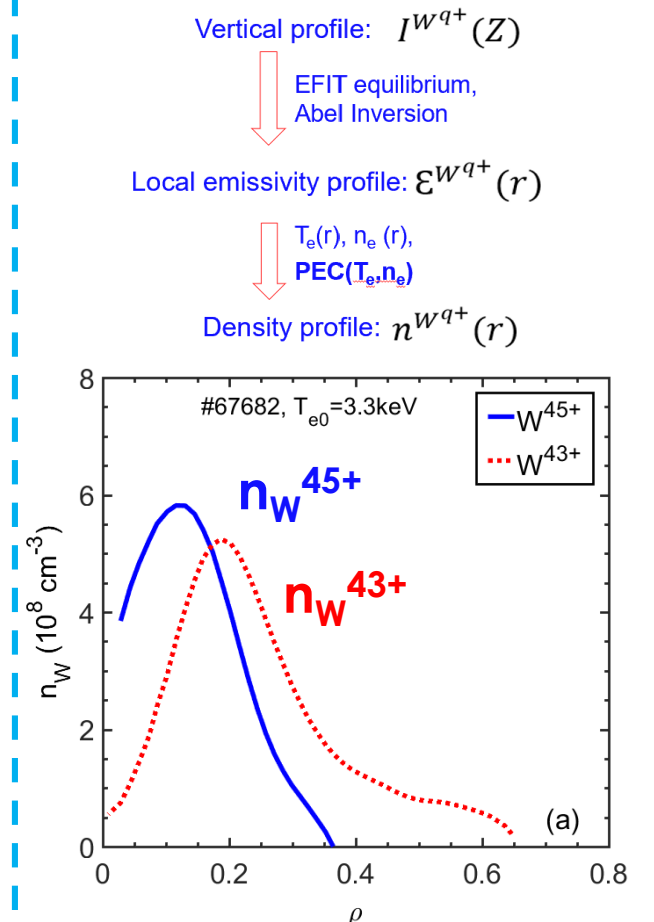 Vertical profile: I^{W^{q+}}(Z)
EFIT equilibrium,
Abel Inversion
Local emissivity profile: Ɛ^{W^{q+}}(r)
T_e(r), n_e (r),
PEC(T_e,n_e)
Density profile: n^{W^{q+}}(r)
8
#67682, T_{e0}=3.3keV
W^{45+}
W^{43+}
n_W^{45+}
6
n_W^{43+}
4
n_W (10^8 cm^{-3})
2
0
(a)
0 0.2 0.4 0.6 0.8
ρ